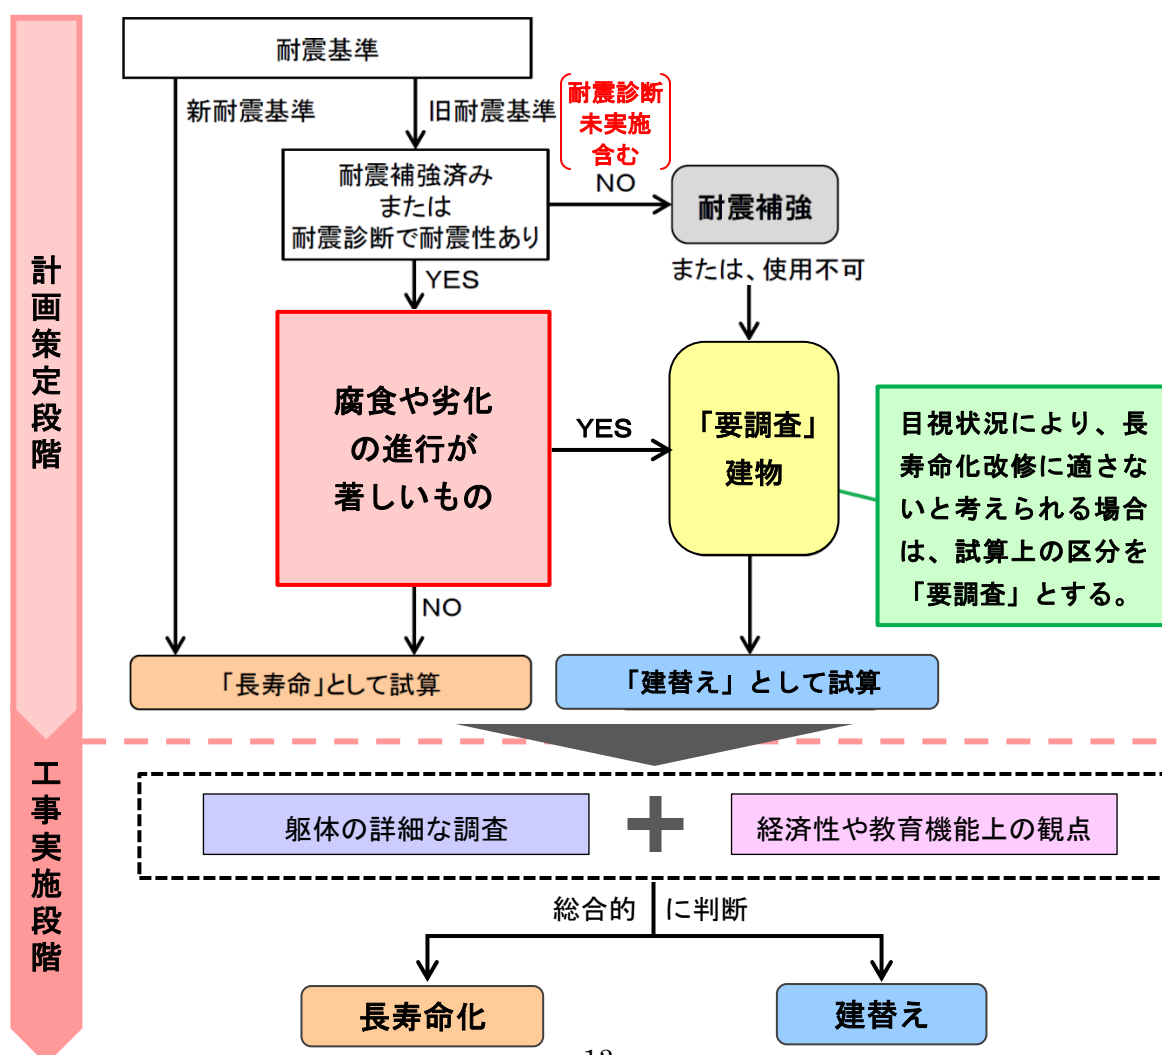 耐震基準
新耐震基準
旧耐震基準
耐震診断
未実施
含む
耐震補強済み
または
耐震診断で耐震性あり
NO
耐震補強
または、使用不可
YES
計画策定段階
腐食や劣化
の進行が
著しいもの
YES
「要調査」
建物
目視状況により、長
寿命化改修に適さな
いと考えられる場合
は、試算上の区分を
「要調査」とする。
NO
「長寿命」として試算
「建替え」として試算
工事実施段階
躯体の詳細な調査
経済性や教育機能上の観点
総合的に判断
長寿命化
建替え